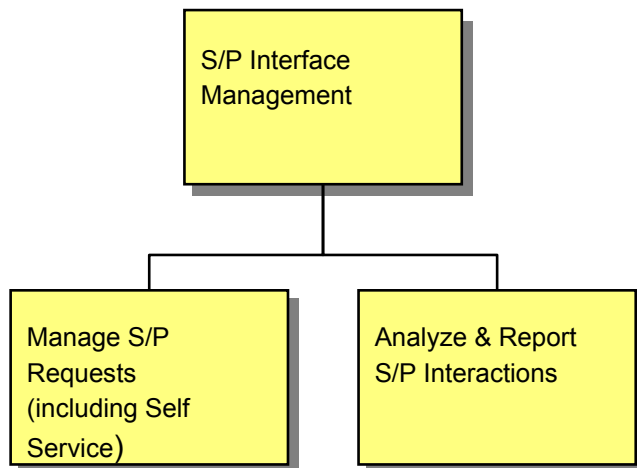 S/P Interface
Management
Manage S/P
Requests
(including Self
Service)
Analyze & Report
S/P Interactions